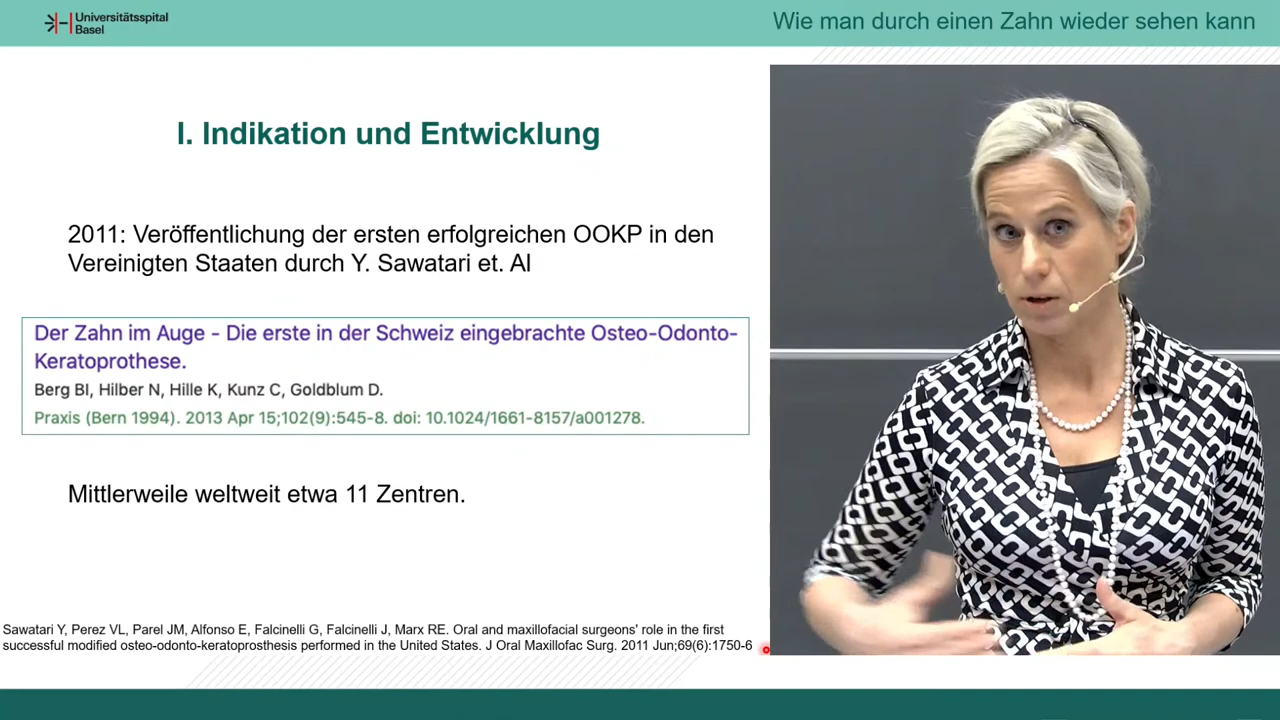 Universitätsspital
Basel
Wie man durch einen Zahn wieder sehen kann
I. Indikation und Entwicklung
2011: Veröffentlichung der ersten erfolgreichen OOKP in den
Vereinigten Staaten durch Y. Sawatari et. Al
Der Zahn im Auge - Die erste in der Schweiz eingebrachte Osteo-Odonto-
Keratoprothese.
Berg BI, Hilber N, Hille K, Kunz C, Goldblum D.
Praxis (Bern 1994). 2013 Apr 15;102(9):545-8. doi: 10.1024/1661-8157/a001278.
Mittlerweile weltweit etwa 11 Zentren.
Sawatari Y, Perez VL, Parel JM, Alfonso E, Falcinelli G, Falcinelli J, Marx RE. Oral and maxillofacial surgeons' role in the first
successful modified osteo-odonto-keratoprosthesis performed in the United States. J Oral Maxillofac Surg. 2011 Jun;69(6):1750-6